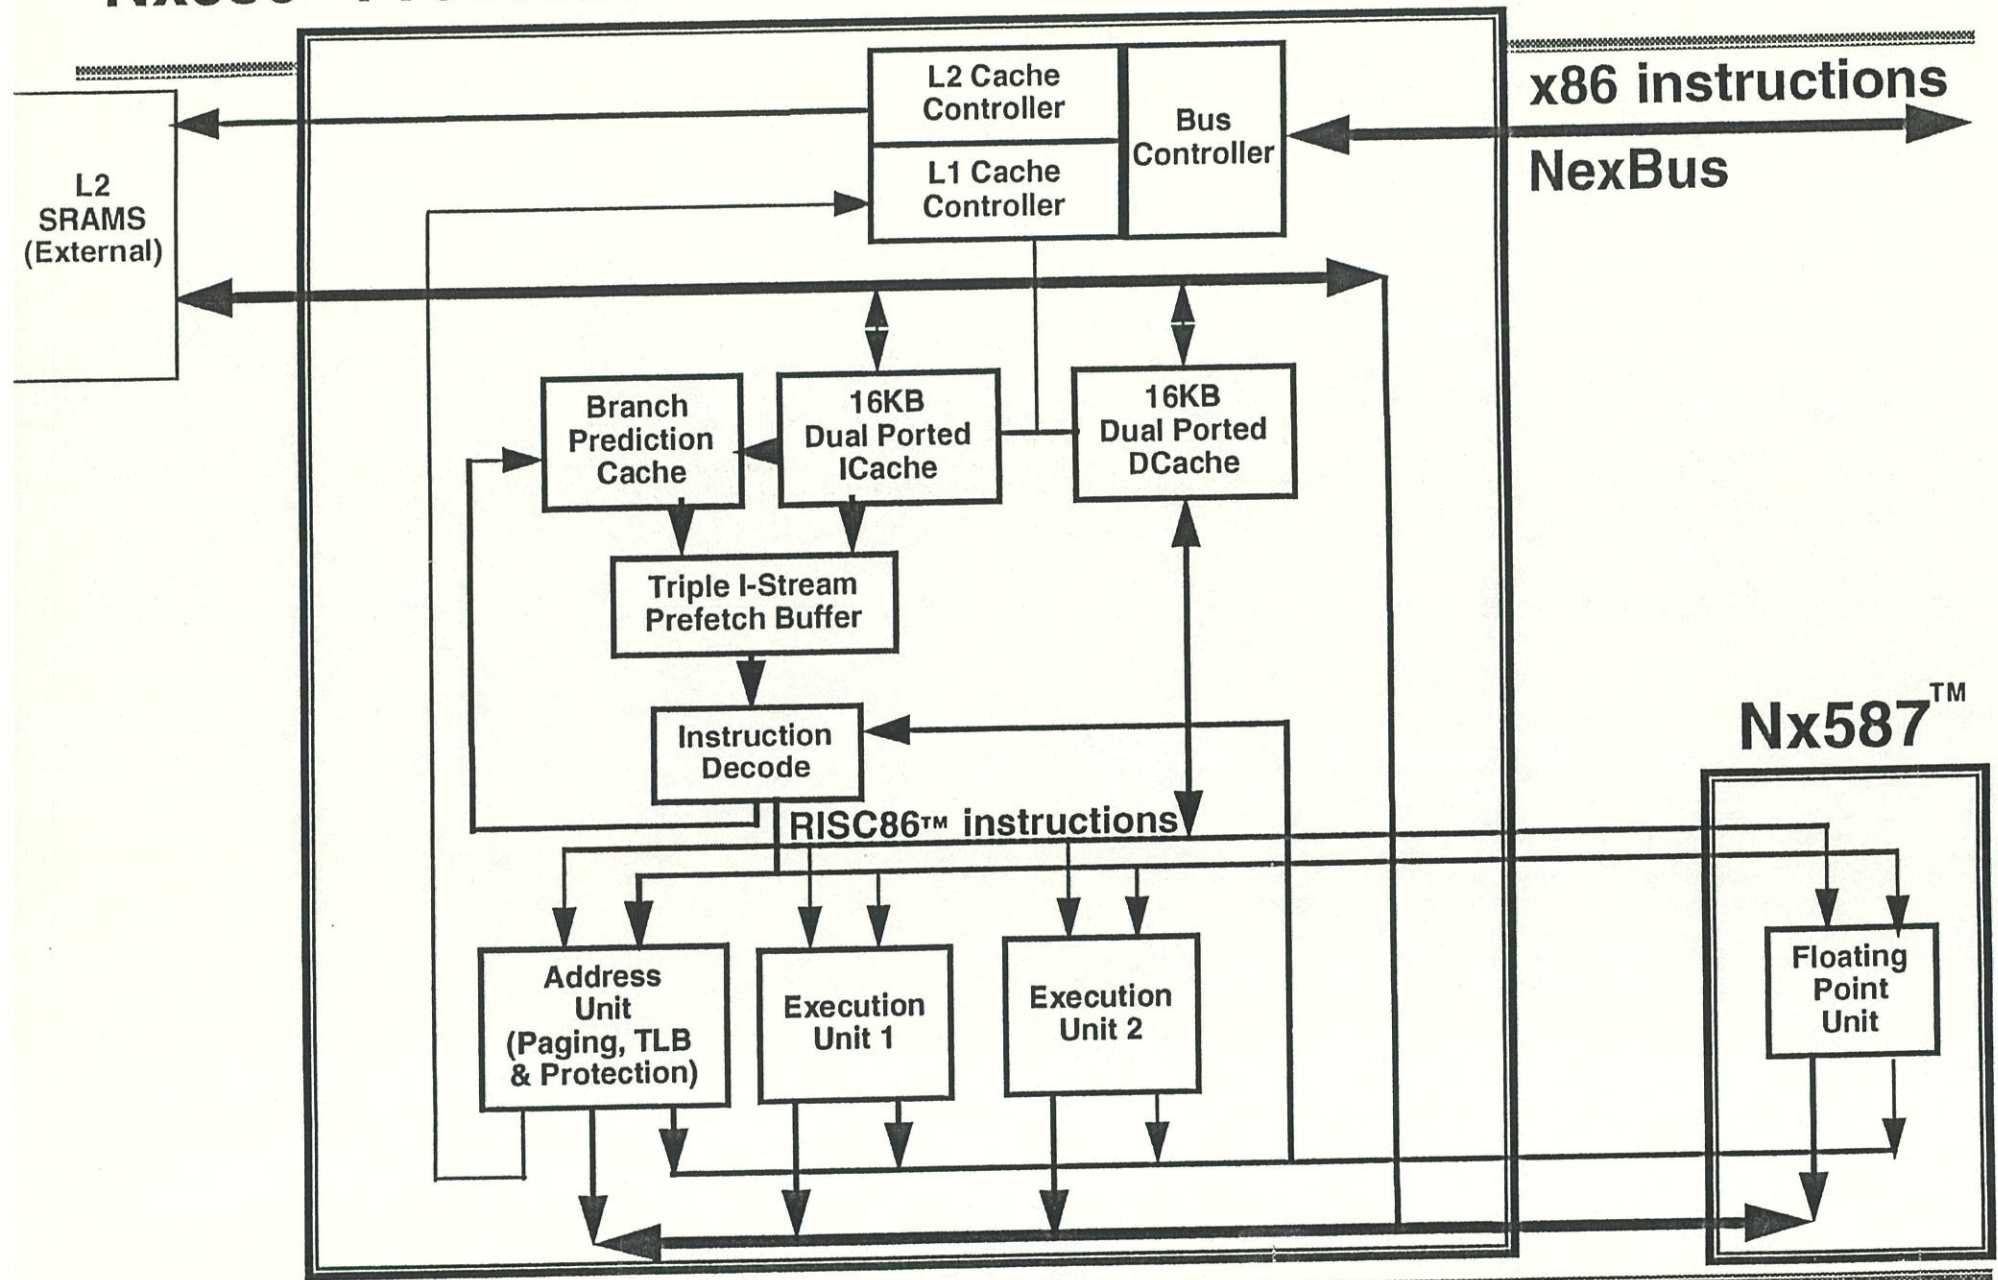 L2 Cache
Controller
L1 Cache
Controller
Bus
Controller
x86 instructions
NexBus
L2
SRAMS
(External)
Branch
Prediction
Cache
16KB
Dual Ported
ICache
16KB
Dual Ported
DCache
Triple I-Stream
Prefetch Buffer
Instruction
Decode
RISC86™ instructions
Nx587™
Address
Unit
(Paging, TLB
& Protection)
Execution
Unit 1
Execution
Unit 2
Floating
Point
Unit